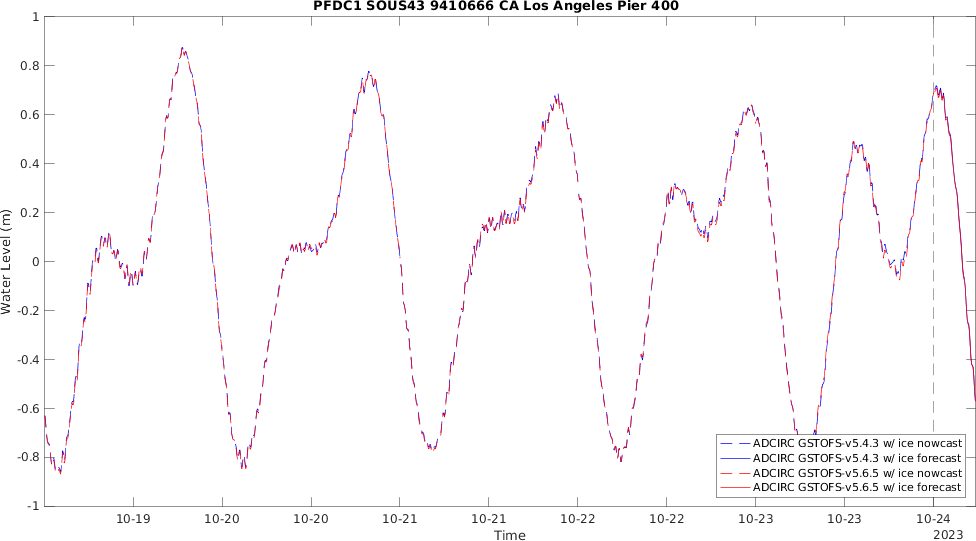 PFDC1 SOUS43 9410666 CA Los Angeles Pier 400
1
0.8
0.6
0.4
0.2
0
-0.2
-0.4
-0.6
-0.8
-1
Water Level (m)
ADCIRC GSTOFS-v5.4.3 w/ ice nowcast
ADCIRC GSTOFS-v5.4.3 w/ ice forecast
ADCIRC GSTOFS-v5.6.5 w/ ice nowcast
ADCIRC GSTOFS-v5.6.5 w/ ice forecast
10-19 10-20 10-20 10-21 10-21 10-22 10-22 10-23 10-23 10-24
2023
Time